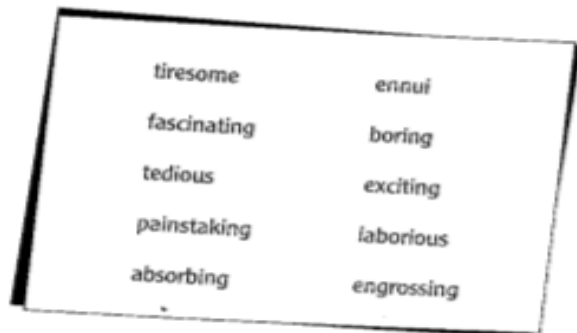 tiresome ennui
fascinating boring
tedious exciting
painstaking laborious
absorbing engrossing